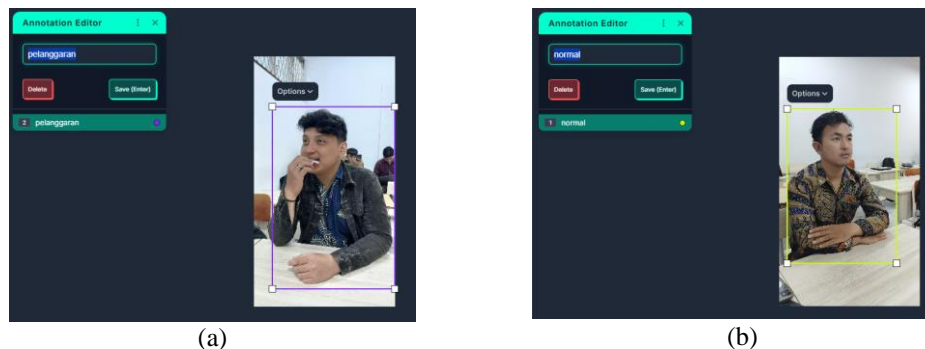 Annotation Editor
pelanggaran
Delete
Save (Enter)
2 pelanggaran
Options
(a)
Annotation Editor
normal
Delete
Save (Enter)
1 normal
Options
(b)